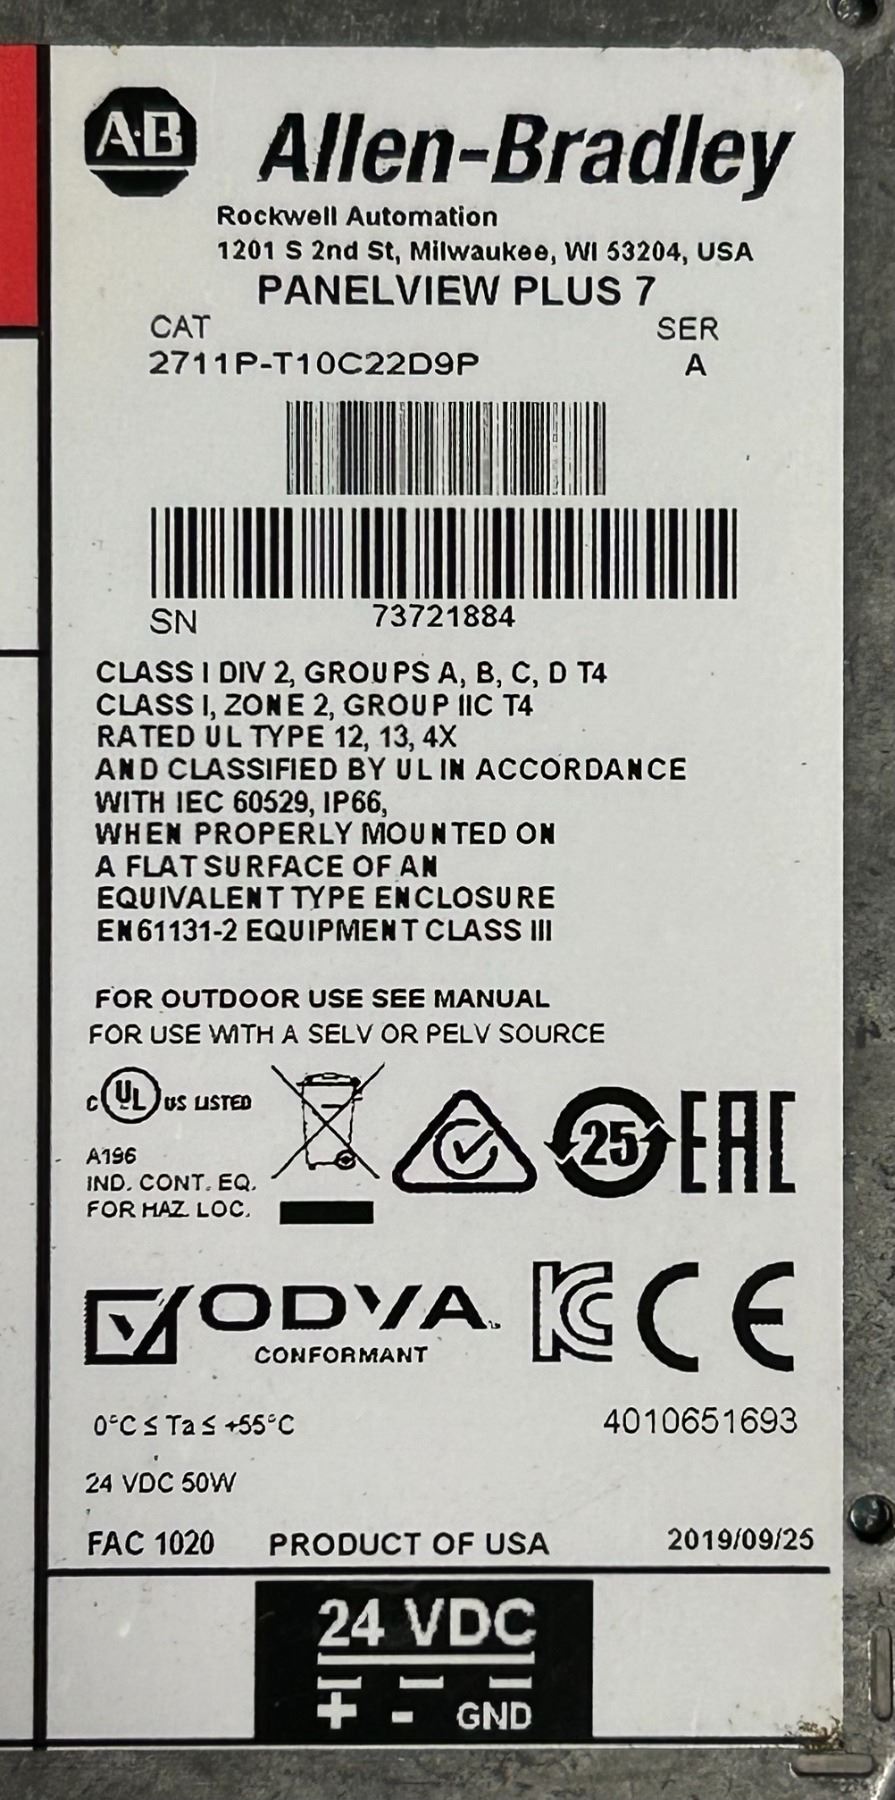 A·B Allen-Bradley
Rockwell Automation
1201 S 2nd St, Milwaukee, WI 53204, USA
PANELVIEW PLUS 7
CAT SER
2711P-T10C22D9P A
SN 73721884
CLASS I DIV 2, GROUPS A, B, C, D T4
CLASS I, ZONE 2, GROUP IIC T4
RATED UL TYPE 12, 13, 4X
AND CLASSIFIED BY UL IN ACCORDANCE
WITH IEC 60529, IP66,
WHEN PROPERLY MOUNTED ON
A FLAT SURFACE OF AN
EQUIVALENT TYPE ENCLOSURE
EN61131-2 EQUIPMENT CLASS III
FOR OUTDOOR USE SEE MANUAL
FOR USE WITH A SELV OR PELV SOURCE
C UL US LISTED 25 EAC
A196
IND. CONT. EQ.
FOR HAZ. LOC.
ODVA KC CE
CONFORMANT
0°C ≤ Ta ≤ +55°C 4010651693
24 VDC 50W
FAC 1020 PRODUCT OF USA 2019/09/25
24 VDC
+ - GND